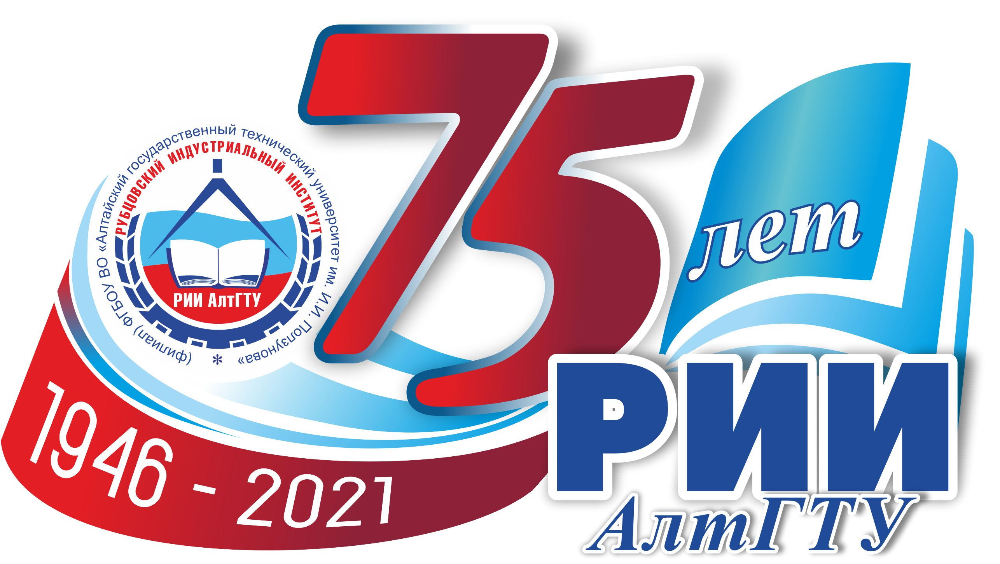 75
лет
(филиал) ФГБОУ ВО «Алтайский государственный технический университет им. И.И. Ползунова»
*
РУБЦОВСКИЙ ИНДУСТРИАЛЬНЫЙ ИНСТИТУТ
РИИ АлтГТУ
1946 - 2021
РИИ
АлтГТУ